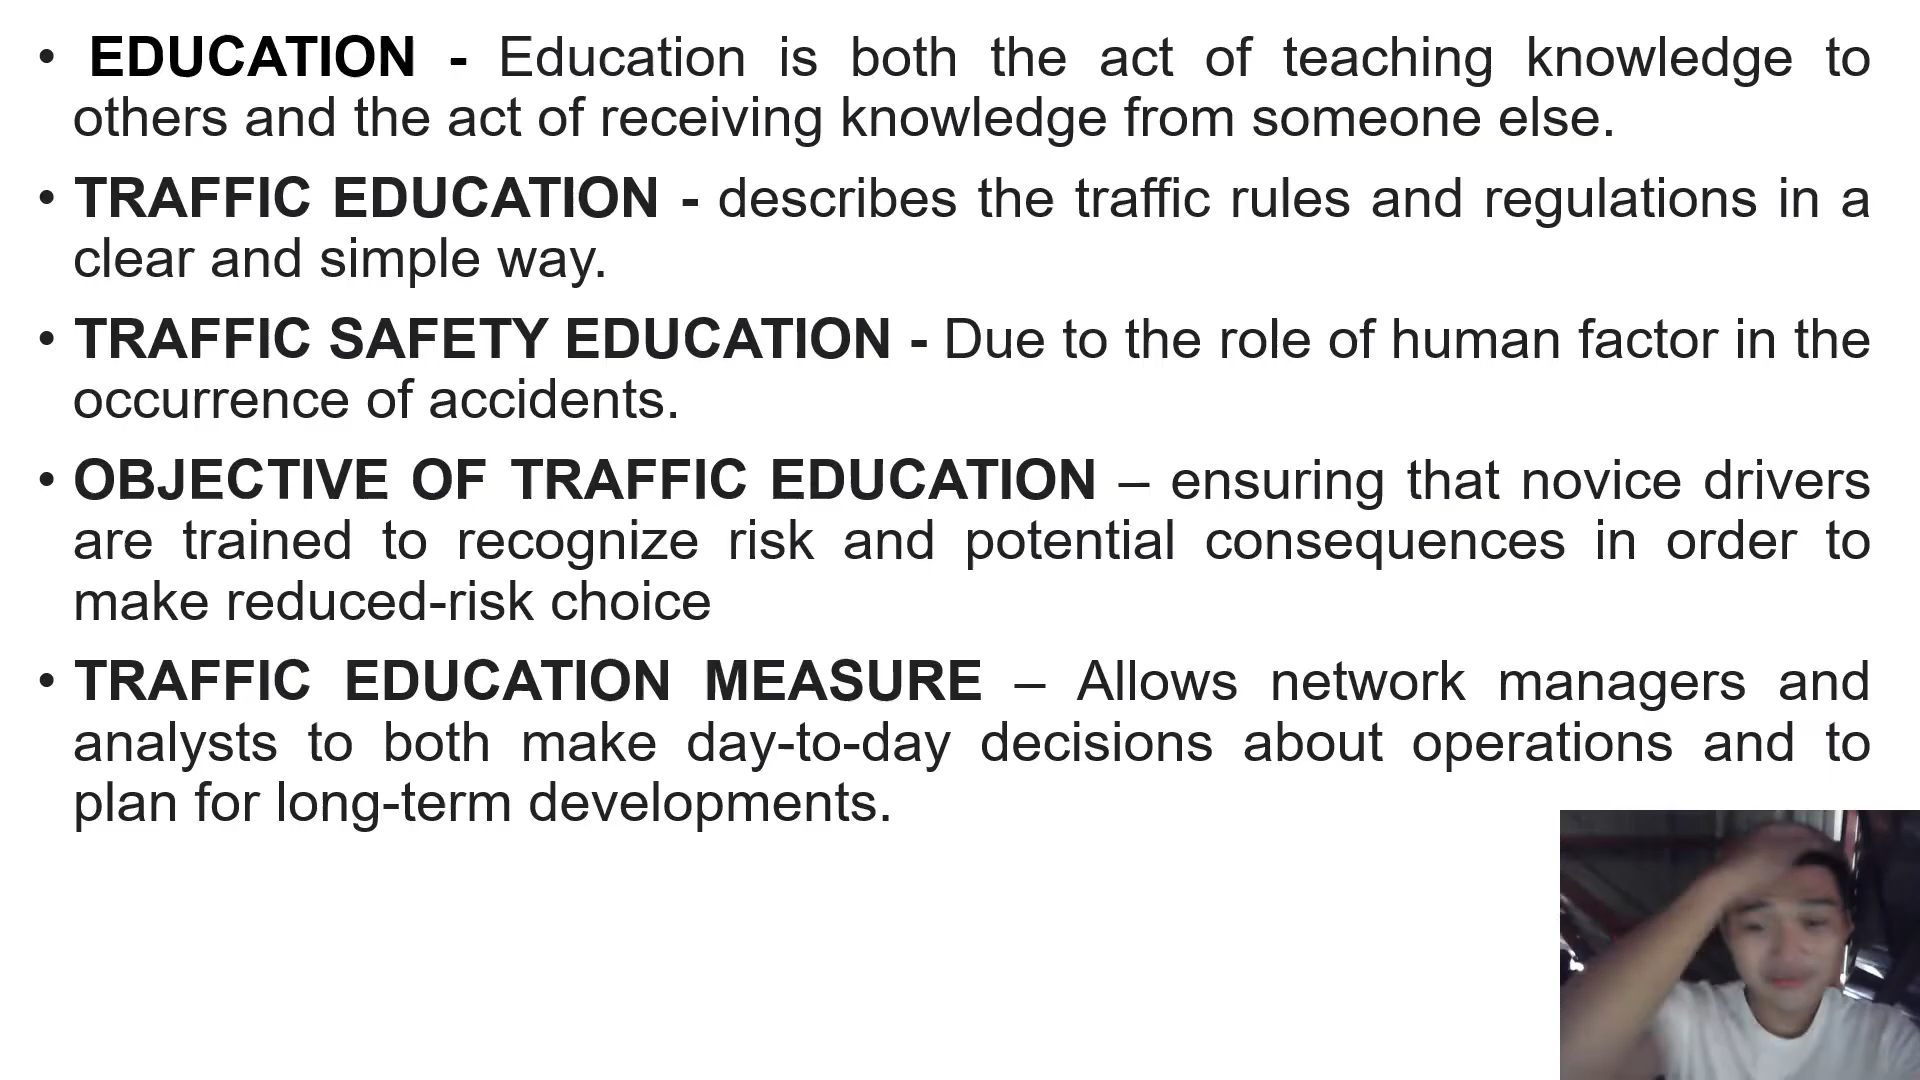 • EDUCATION - Education is both the act of teaching knowledge to
others and the act of receiving knowledge from someone else.
• TRAFFIC EDUCATION - describes the traffic rules and regulations in a
clear and simple way.
• TRAFFIC SAFETY EDUCATION - Due to the role of human factor in the
occurrence of accidents.
• OBJECTIVE OF TRAFFIC EDUCATION – ensuring that novice drivers
are trained to recognize risk and potential consequences in order to
make reduced-risk choice
• TRAFFIC EDUCATION MEASURE – Allows network managers and
analysts to both make day-to-day decisions about operations and to
plan for long-term developments.